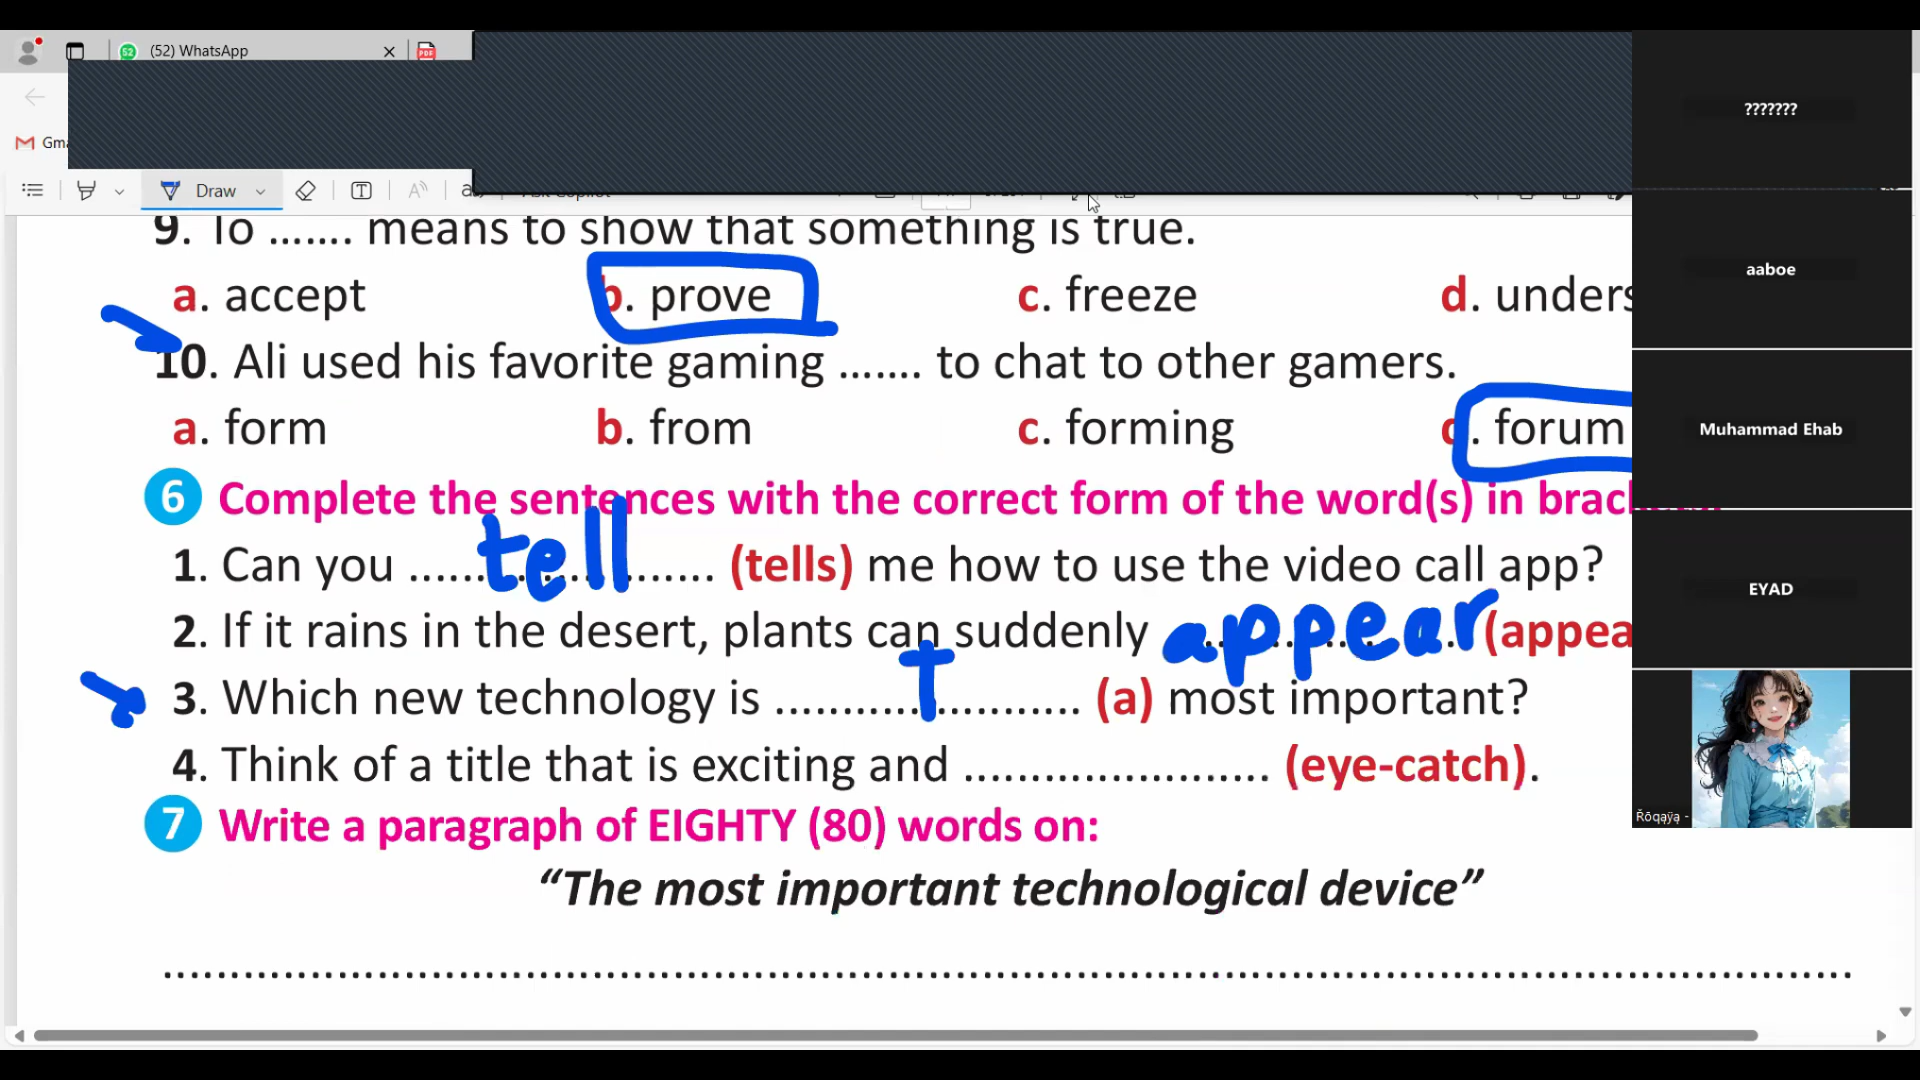 (52) WhatsApp
???????
Draw
9. To ....... means to show that something is true.
a. accept b. prove c. freeze d.
aaboe
10. Ali used his favorite gaming ....... to chat to other gamers.
a. form b. from c. forming d. forum
Muhammad Ehab
6 Complete the sentences with the correct form of the word(s) in
1. Can you tell (tells) me how to use the video call app?
EYAD
2. If it rains in the desert, plants can suddenly appear
3. Which new technology is t (a) most important?
4. Think of a title that is exciting and ....................... (eye-catch).
Řōqąÿą -
7 Write a paragraph of EIGHTY (80) words on:
“The most important technological device”